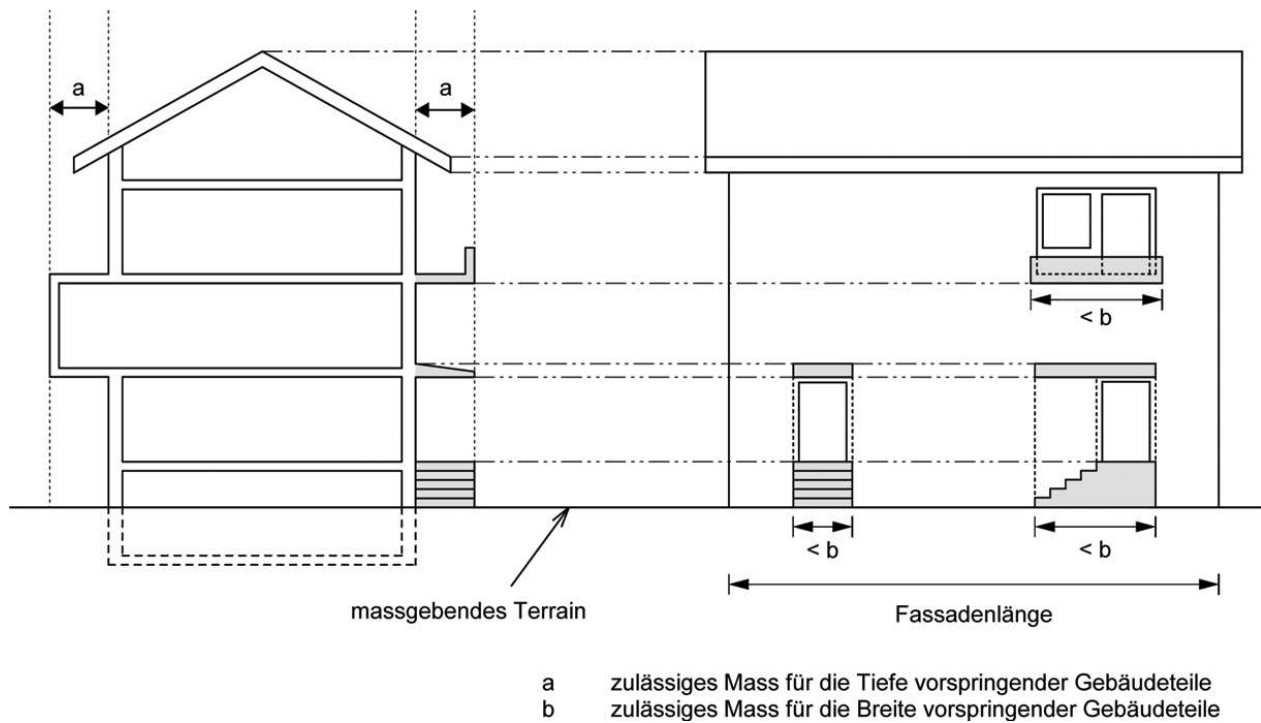 a
a
< b
< b
< b
massgebendes Terrain
Fassadenlänge
a zulässiges Mass für die Tiefe vorspringender Gebäudeteile
b zulässiges Mass für die Breite vorspringender Gebäudeteile